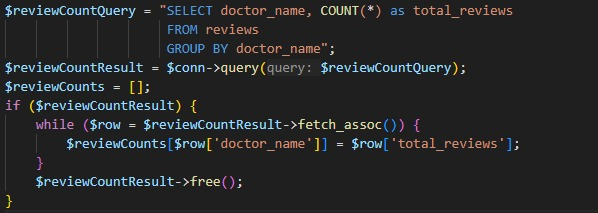 $reviewCountQuery = "SELECT doctor_name, COUNT(*) as total_reviews
FROM reviews
GROUP BY doctor_name";
$reviewCountResult = $conn->query(query: $reviewCountQuery);
$reviewCounts = [];
if ($reviewCountResult) {
while ($row = $reviewCountResult->fetch_assoc()) {
$reviewCounts[$row['doctor_name']] = $row['total_reviews'];
}
$reviewCountResult->free();
}